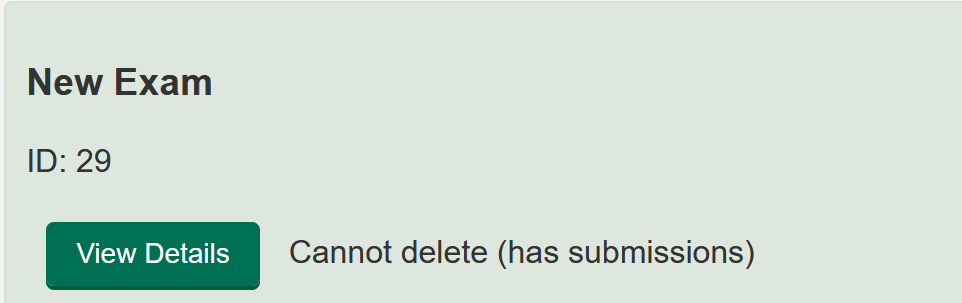 New Exam
ID: 29
View Details Cannot delete (has submissions)